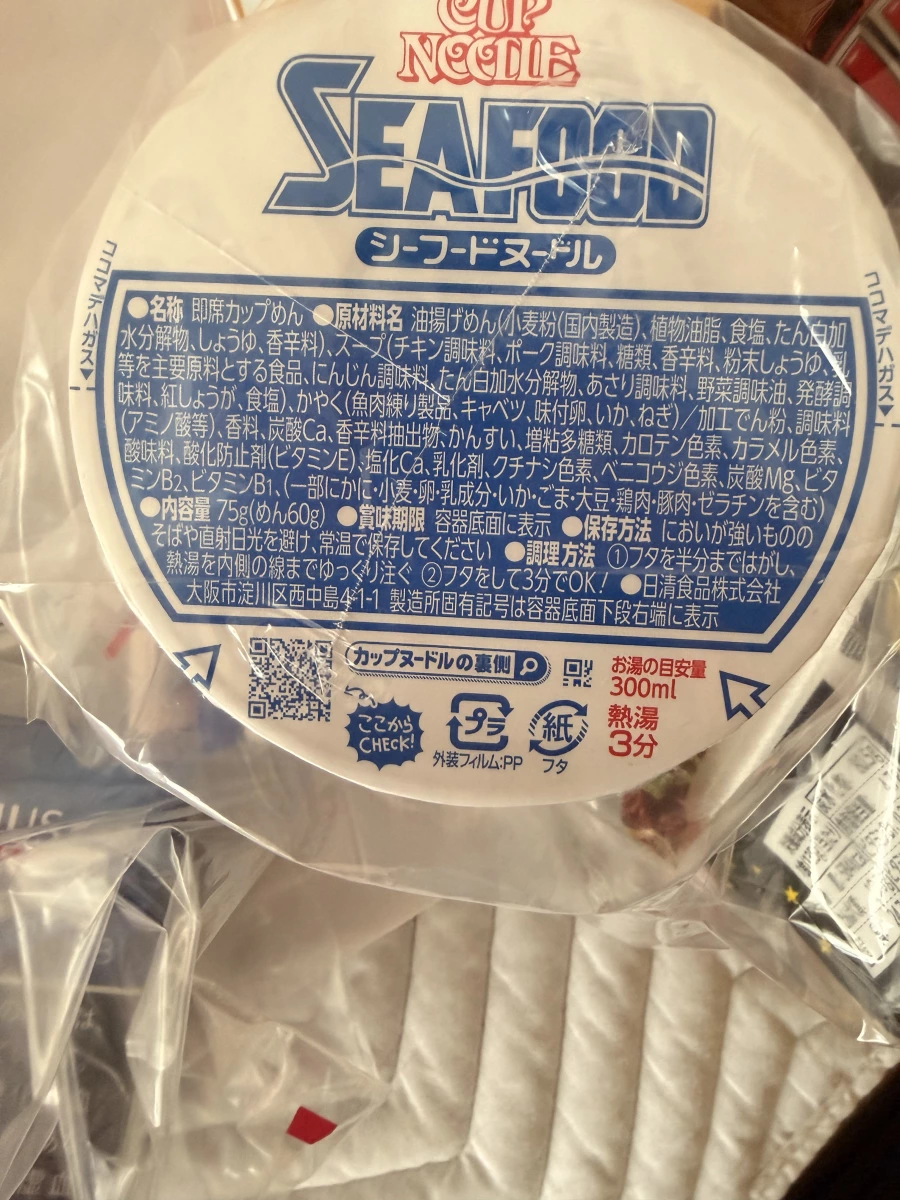 CUP
NOODLE
SEAFOOD
シーフードヌードル
ココマデハガス▼
ココマデハガス▼
●名称 即席カップめん ●原材料名 油揚げめん(小麦粉(国内製造)、植物油脂、食塩、たん白加
水分解物、しょうゆ、香辛料)、スープ(チキン調味料、ポーク調味料、糖類、香辛料、粉末しょうゆ、乳
等を主要原料とする食品、にんじん調味料、たん白加水分解物、あさり調味料、野菜調味油、発酵調
味料、紅しょうが、食塩)、かやく(魚肉練り製品、キャベツ、味付卵、いか、ねぎ)/加工でん粉、調味料
(アミノ酸等)、香料、炭酸Ca、香辛料抽出物、かんすい、増粘多糖類、カロテン色素、カラメル色素、
酸味料、酸化防止剤(ビタミンE)、塩化Ca、乳化剤、クチナシ色素、ベニコウジ色素、炭酸Mg、ビタ
ミンB2、ビタミンB1、(一部にかに・小麦・卵・乳成分・いか・ごま・大豆・鶏肉・豚肉・ゼラチンを含む)
●内容量 75g(めん60g) ●賞味期限 容器底面に表示 ●保存方法 においが強いものの
そばや直射日光を避け、常温で保存してください ●調理方法 ①フタを半分まではがし、
熱湯を内側の線までゆっくり注ぐ ②フタをして3分でOK! ●日清食品株式会社
大阪市淀川区西中島4-1-1 製造所固有記号は容器底面下段右端に表示
カップヌードルの裏側
ここから
CHECK!
プラ
外装フィルム:PP
紙
フタ
お湯の目安量
300ml
熱湯
3分